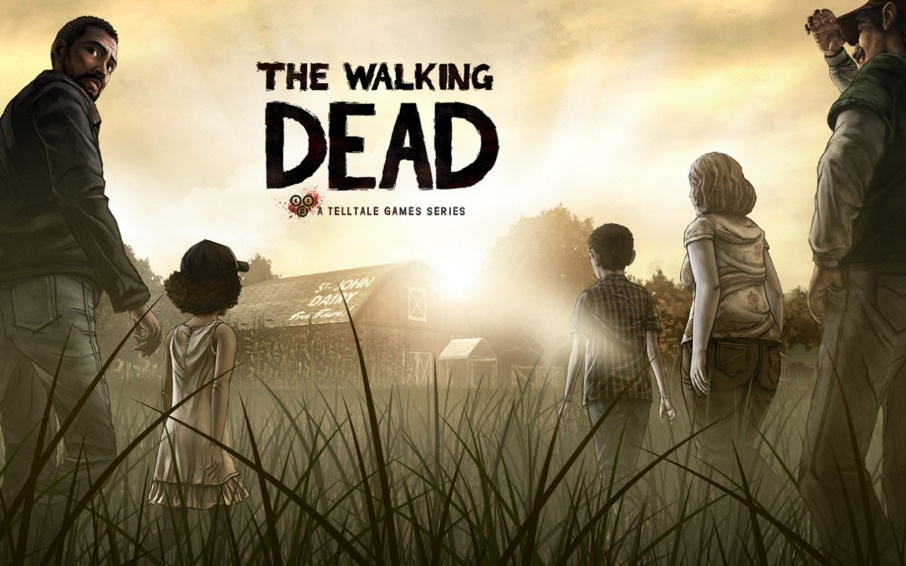 THE WALKING
DEAD
A TELLTALE GAMES SERIES
ST. JOHN
DAIRY